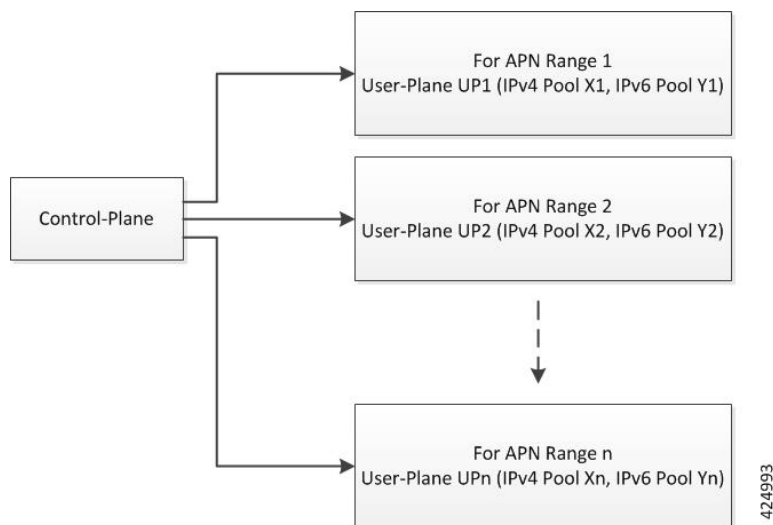 For APN Range 1
User-Plane UP1 (IPv4 Pool X1, IPv6 Pool Y1)
Control-Plane
For APN Range 2
User-Plane UP2 (IPv4 Pool X2, IPv6 Pool Y2)
For APN Range n
User-Plane UPn (IPv4 Pool Xn, IPv6 Pool Yn)
424993